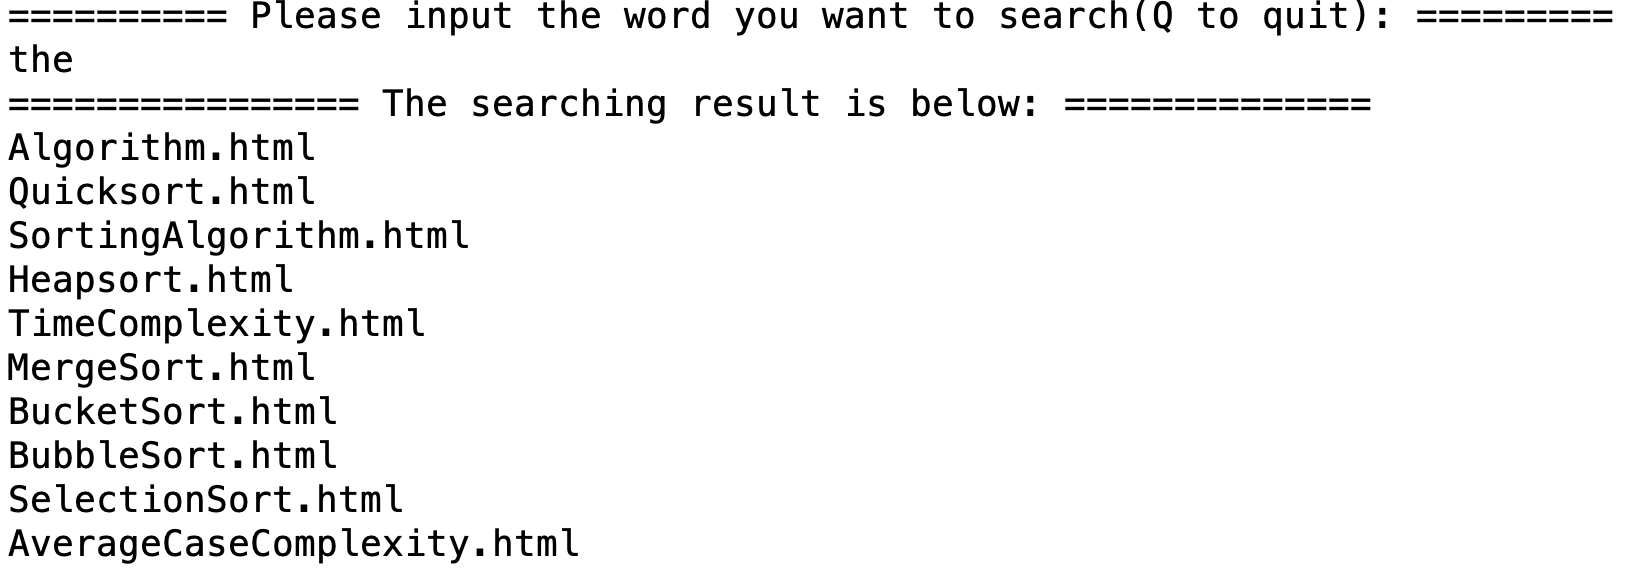 ========== Please input the word you want to search(Q to quit): =========
the
================ The searching result is below: ==============
Algorithm.html
Quicksort.html
SortingAlgorithm.html
Heapsort.html
TimeComplexity.html
MergeSort.html
BucketSort.html
BubbleSort.html
SelectionSort.html
AverageCaseComplexity.html